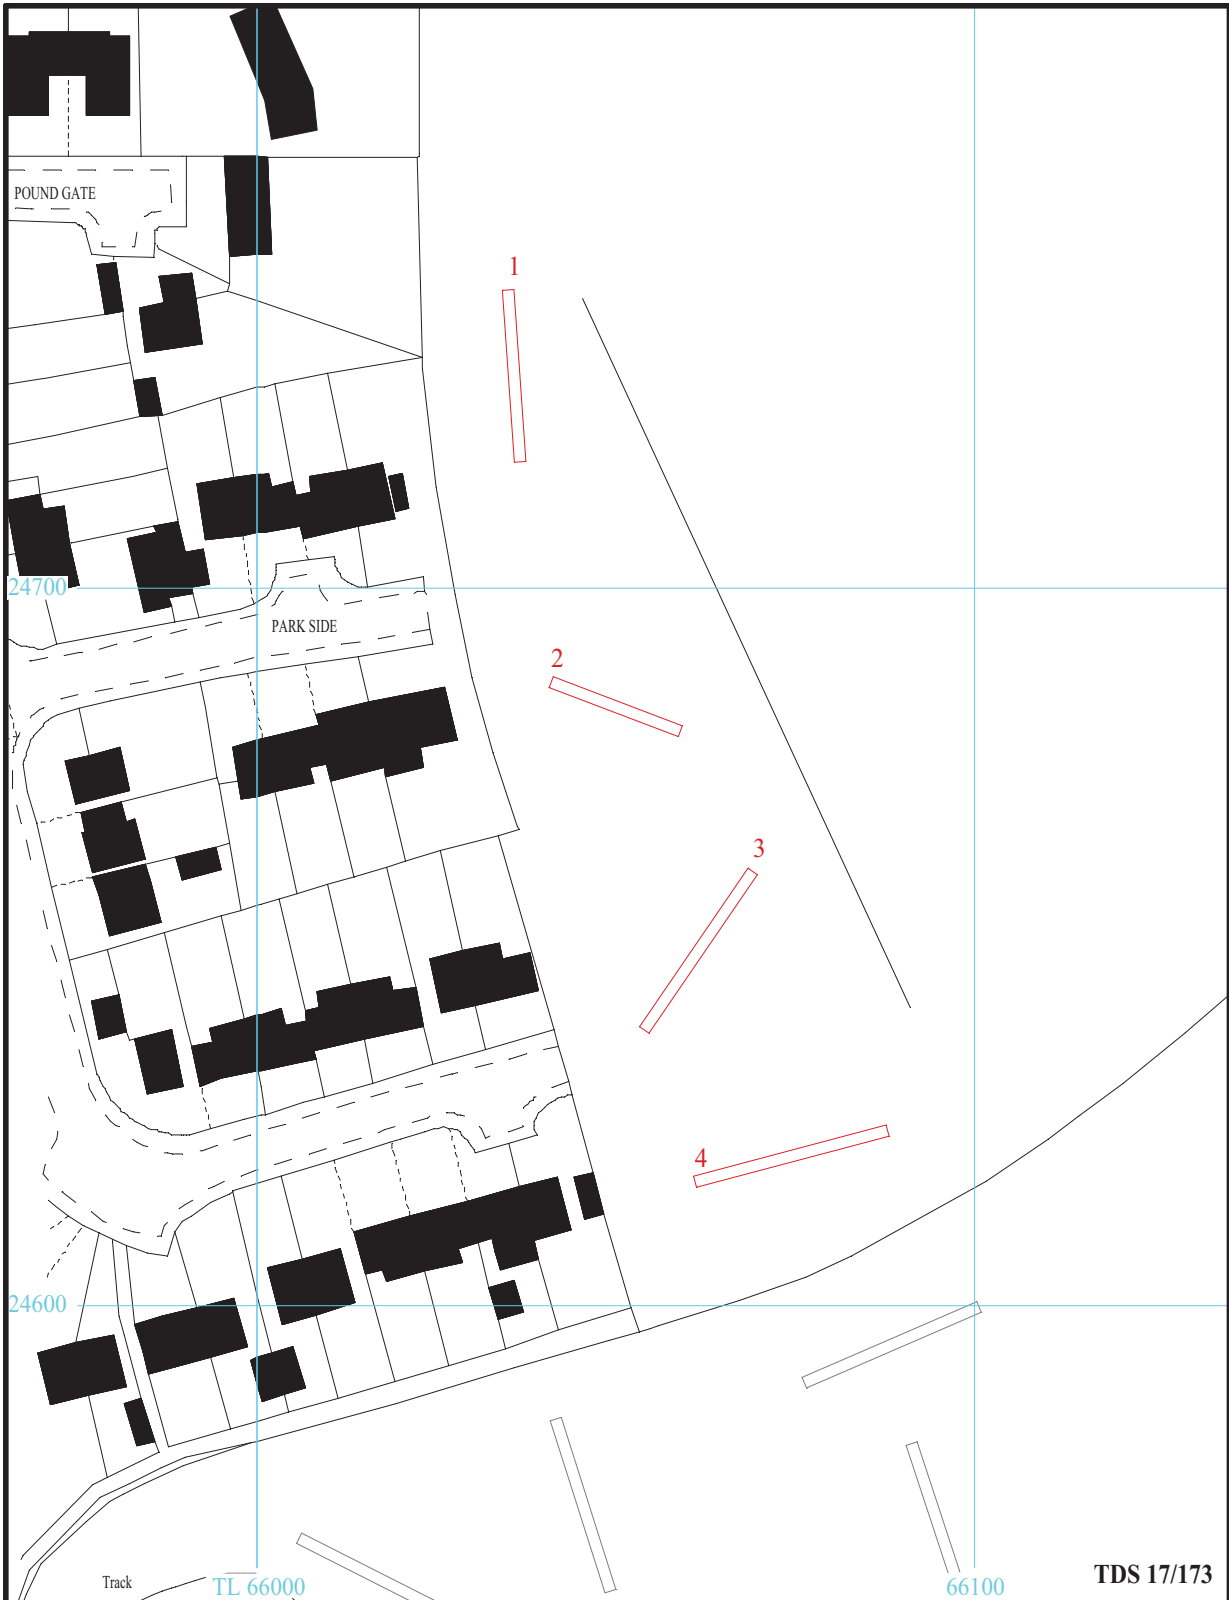 POUND GATE
1
24700
PARK SIDE
2
3
4
24600
Track
TL 66000
66100
TDS 17/173